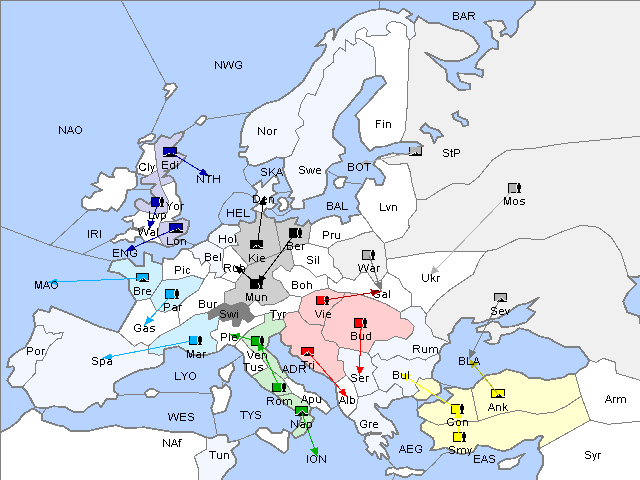 BAR
NWG
NAO
Nor
Fin
Swe
StP
Cly
Edi
NTH
SKA
BOT
Den
Lvn
Mos
Lvp
Yor
HEL
BAL
IRI
Wal
Lon
Hol
Ber
Pru
Kie
ENG
Bel
Ruh
Sil
War
Ukr
MAO
Bre
Pic
Mun
Boh
Gal
Par
Bur
Swi
Tyr
Vie
Sev
Gas
Mar
Pie
Ven
Tri
Bud
Rum
Por
Spa
LYO
Tus
ADR
Ser
Bul
BLA
Rom
Apu
Alb
Ank
Arm
WES
TYS
Nap
Gre
Con
NAf
Tun
ION
AEG
Smy
EAS
Syr